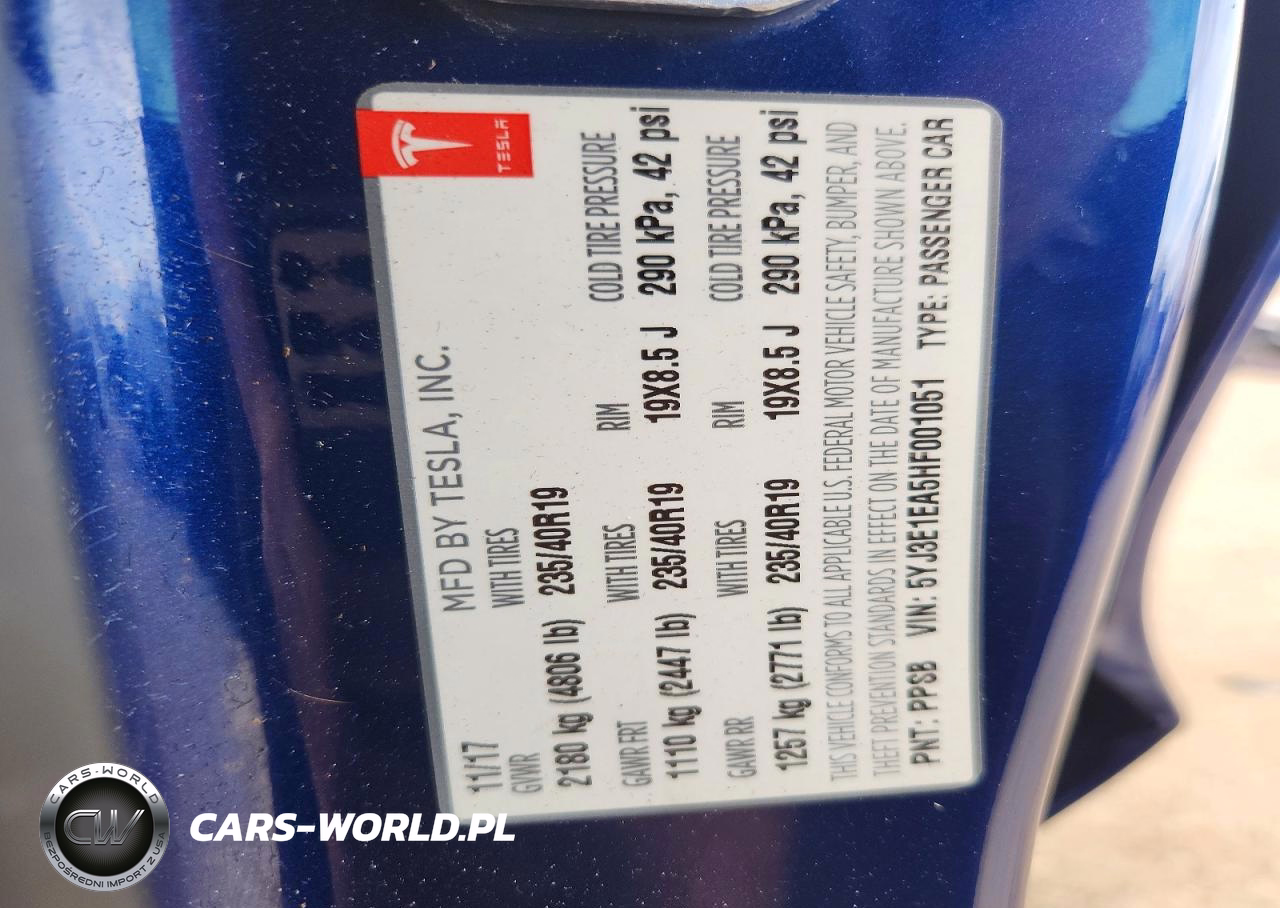 TESLA
11/17 MFD BY TESLA, INC.
GVWR WITH TIRES
2180 kg (4806 lb) 235/40R19
GAWR FRT WITH TIRES RIM COLD TIRE PRESSURE
1110 kg (2447 lb) 235/40R19 19X8.5 J 290 kPa, 42 psi
GAWR RR WITH TIRES RIM COLD TIRE PRESSURE
1257 kg (2771 lb) 235/40R19 19X8.5 J 290 kPa, 42 psi
THIS VEHICLE CONFORMS TO ALL APPLICABLE U.S. FEDERAL MOTOR VEHICLE SAFETY, BUMPER, AND
THEFT PREVENTION STANDARDS IN EFFECT ON THE DATE OF MANUFACTURE SHOWN ABOVE.
PNT: PPSB VIN: 5YJ3E1EA5HF001051 TYPE: PASSENGER CAR
CARS-WORLD
CW
BEZPOŚREDNI IMPORT Z USA
CARS-WORLD.PL